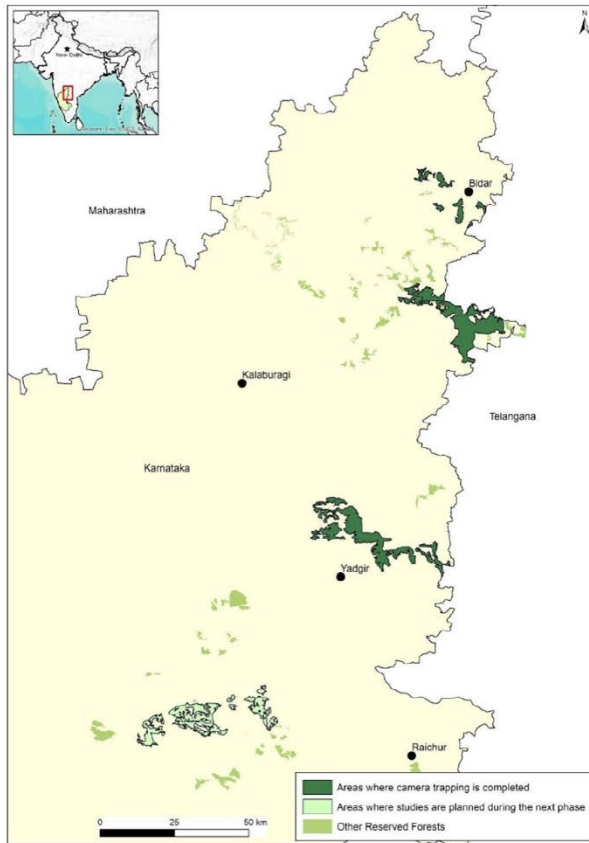 N
New Delhi
Maharashtra
Bidar
Kalaburagi
Telangana
Karnataka
Yadgir
Raichur
Areas where camera trapping is completed
Areas where studies are planned during the next phase
Other Reserved Forests
0 25 50 km